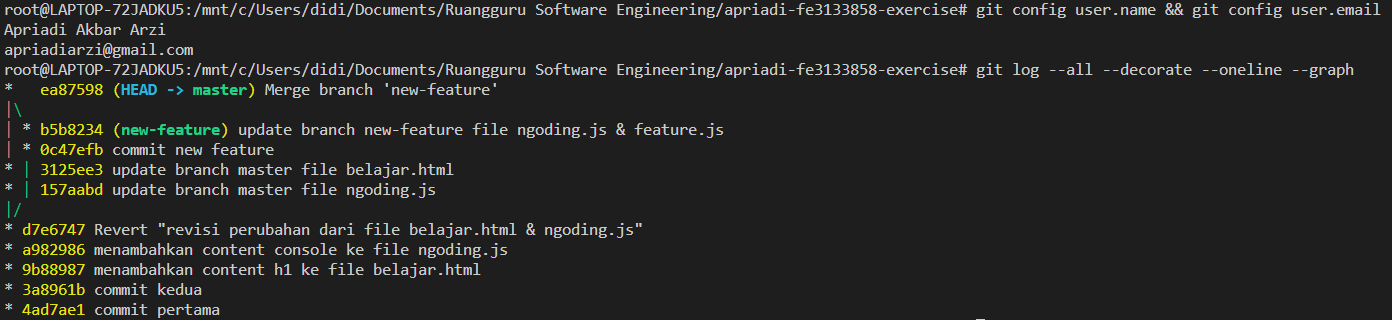 root@LAPTOP-72JADKU5:/mnt/c/Users/didi/Documents/Ruangguru Software Engineering/apriadi-fe3133858-exercise# git config user.name && git config user.email
Apriadi Akbar Arzi
apriadiarzi@gmail.com
root@LAPTOP-72JADKU5:/mnt/c/Users/didi/Documents/Ruangguru Software Engineering/apriadi-fe3133858-exercise# git log --all --decorate --oneline --graph
*   ea87598 (HEAD -> master) Merge branch 'new-feature'
|\
| * b5b8234 (new-feature) update branch new-feature file ngoding.js & feature.js
| * 0c47efb commit new feature
* | 3125ee3 update branch master file belajar.html
* | 157aabd update branch master file ngoding.js
|/
* d7e6747 Revert "revisi perubahan dari file belajar.html & ngoding.js"
* a982986 menambahkan content console ke file ngoding.js
* 9b88987 menambahkan content h1 ke file belajar.html
* 3a8961b commit kedua
* 4ad7ae1 commit pertama